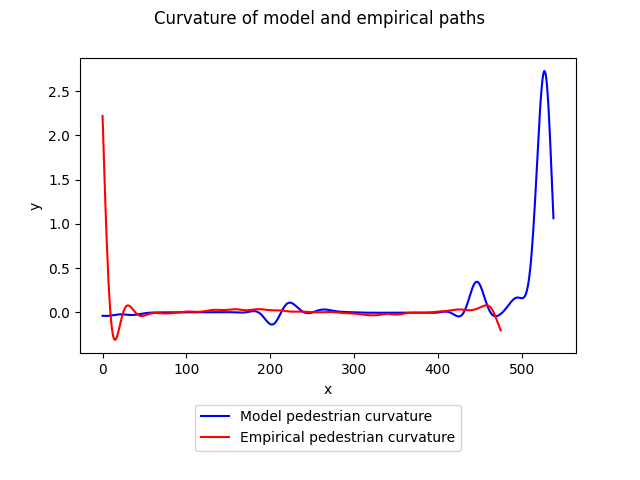 Curvature of model and empirical paths
2.5
2.0
1.5
1.0
0.5
0.0
y
0 100 200 300 400 500
x
Model pedestrian curvature
Empirical pedestrian curvature